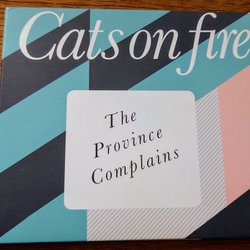 Cats on fire
The
Province
Complains